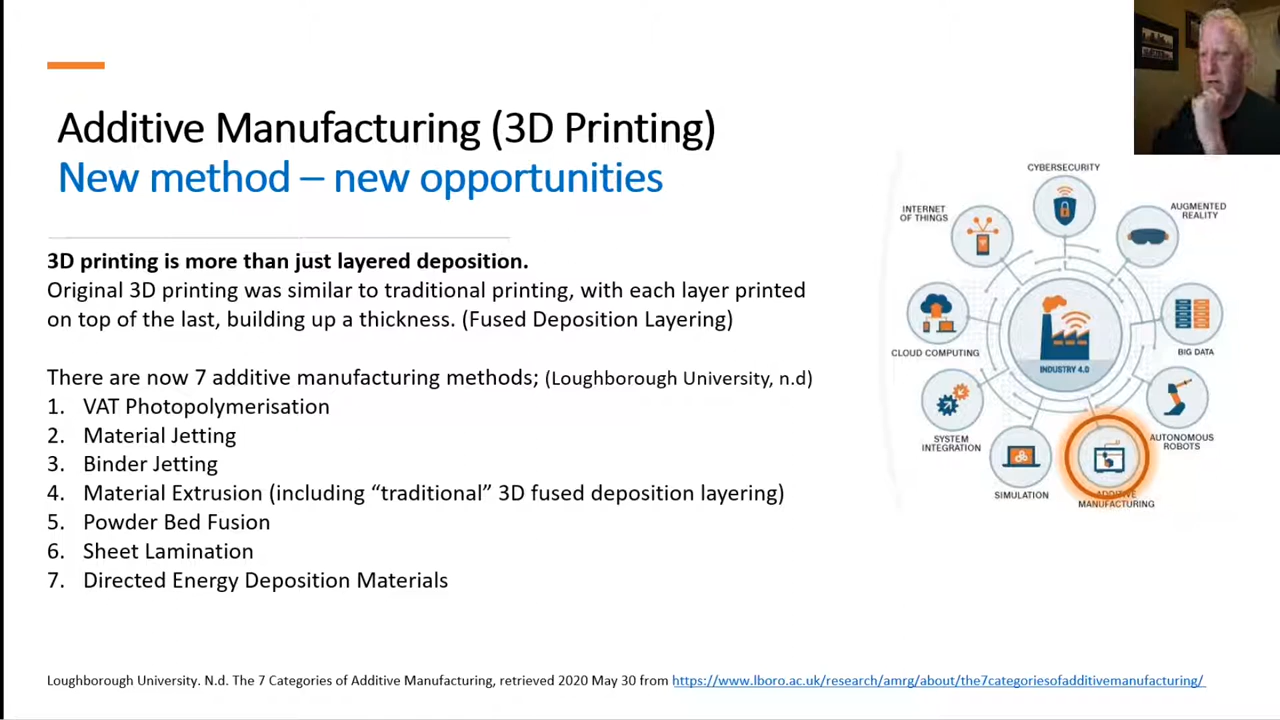 Additive Manufacturing (3D Printing)
New method – new opportunities
3D printing is more than just layered deposition.
Original 3D printing was similar to traditional printing, with each layer printed
on top of the last, building up a thickness. (Fused Deposition Layering)
There are now 7 additive manufacturing methods; (Loughborough University, n.d)
1. VAT Photopolymerisation
2. Material Jetting
3. Binder Jetting
4. Material Extrusion (including “traditional” 3D fused deposition layering)
5. Powder Bed Fusion
6. Sheet Lamination
7. Directed Energy Deposition Materials
CYBERSECURITY
INTERNET
OF THINGS
AUGMENTED
REALITY
CLOUD COMPUTING
BIG DATA
INDUSTRY 4.0
SYSTEM
INTEGRATION
AUTONOMOUS
ROBOTS
SIMULATION
ADDITIVE
MANUFACTURING
Loughborough University. N.d. The 7 Categories of Additive Manufacturing, retrieved 2020 May 30 from https://www.lboro.ac.uk/research/amrg/about/the7categoriesofadditivemanufacturing/